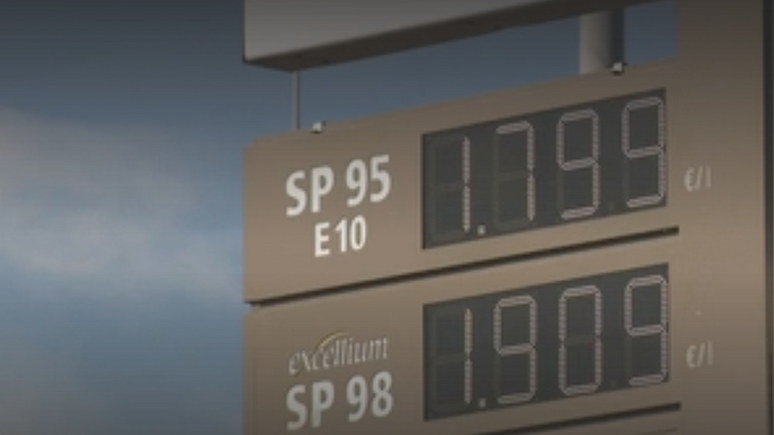 SP 95 1.799 €/l
E10
excellium 1.909 €/l
SP 98